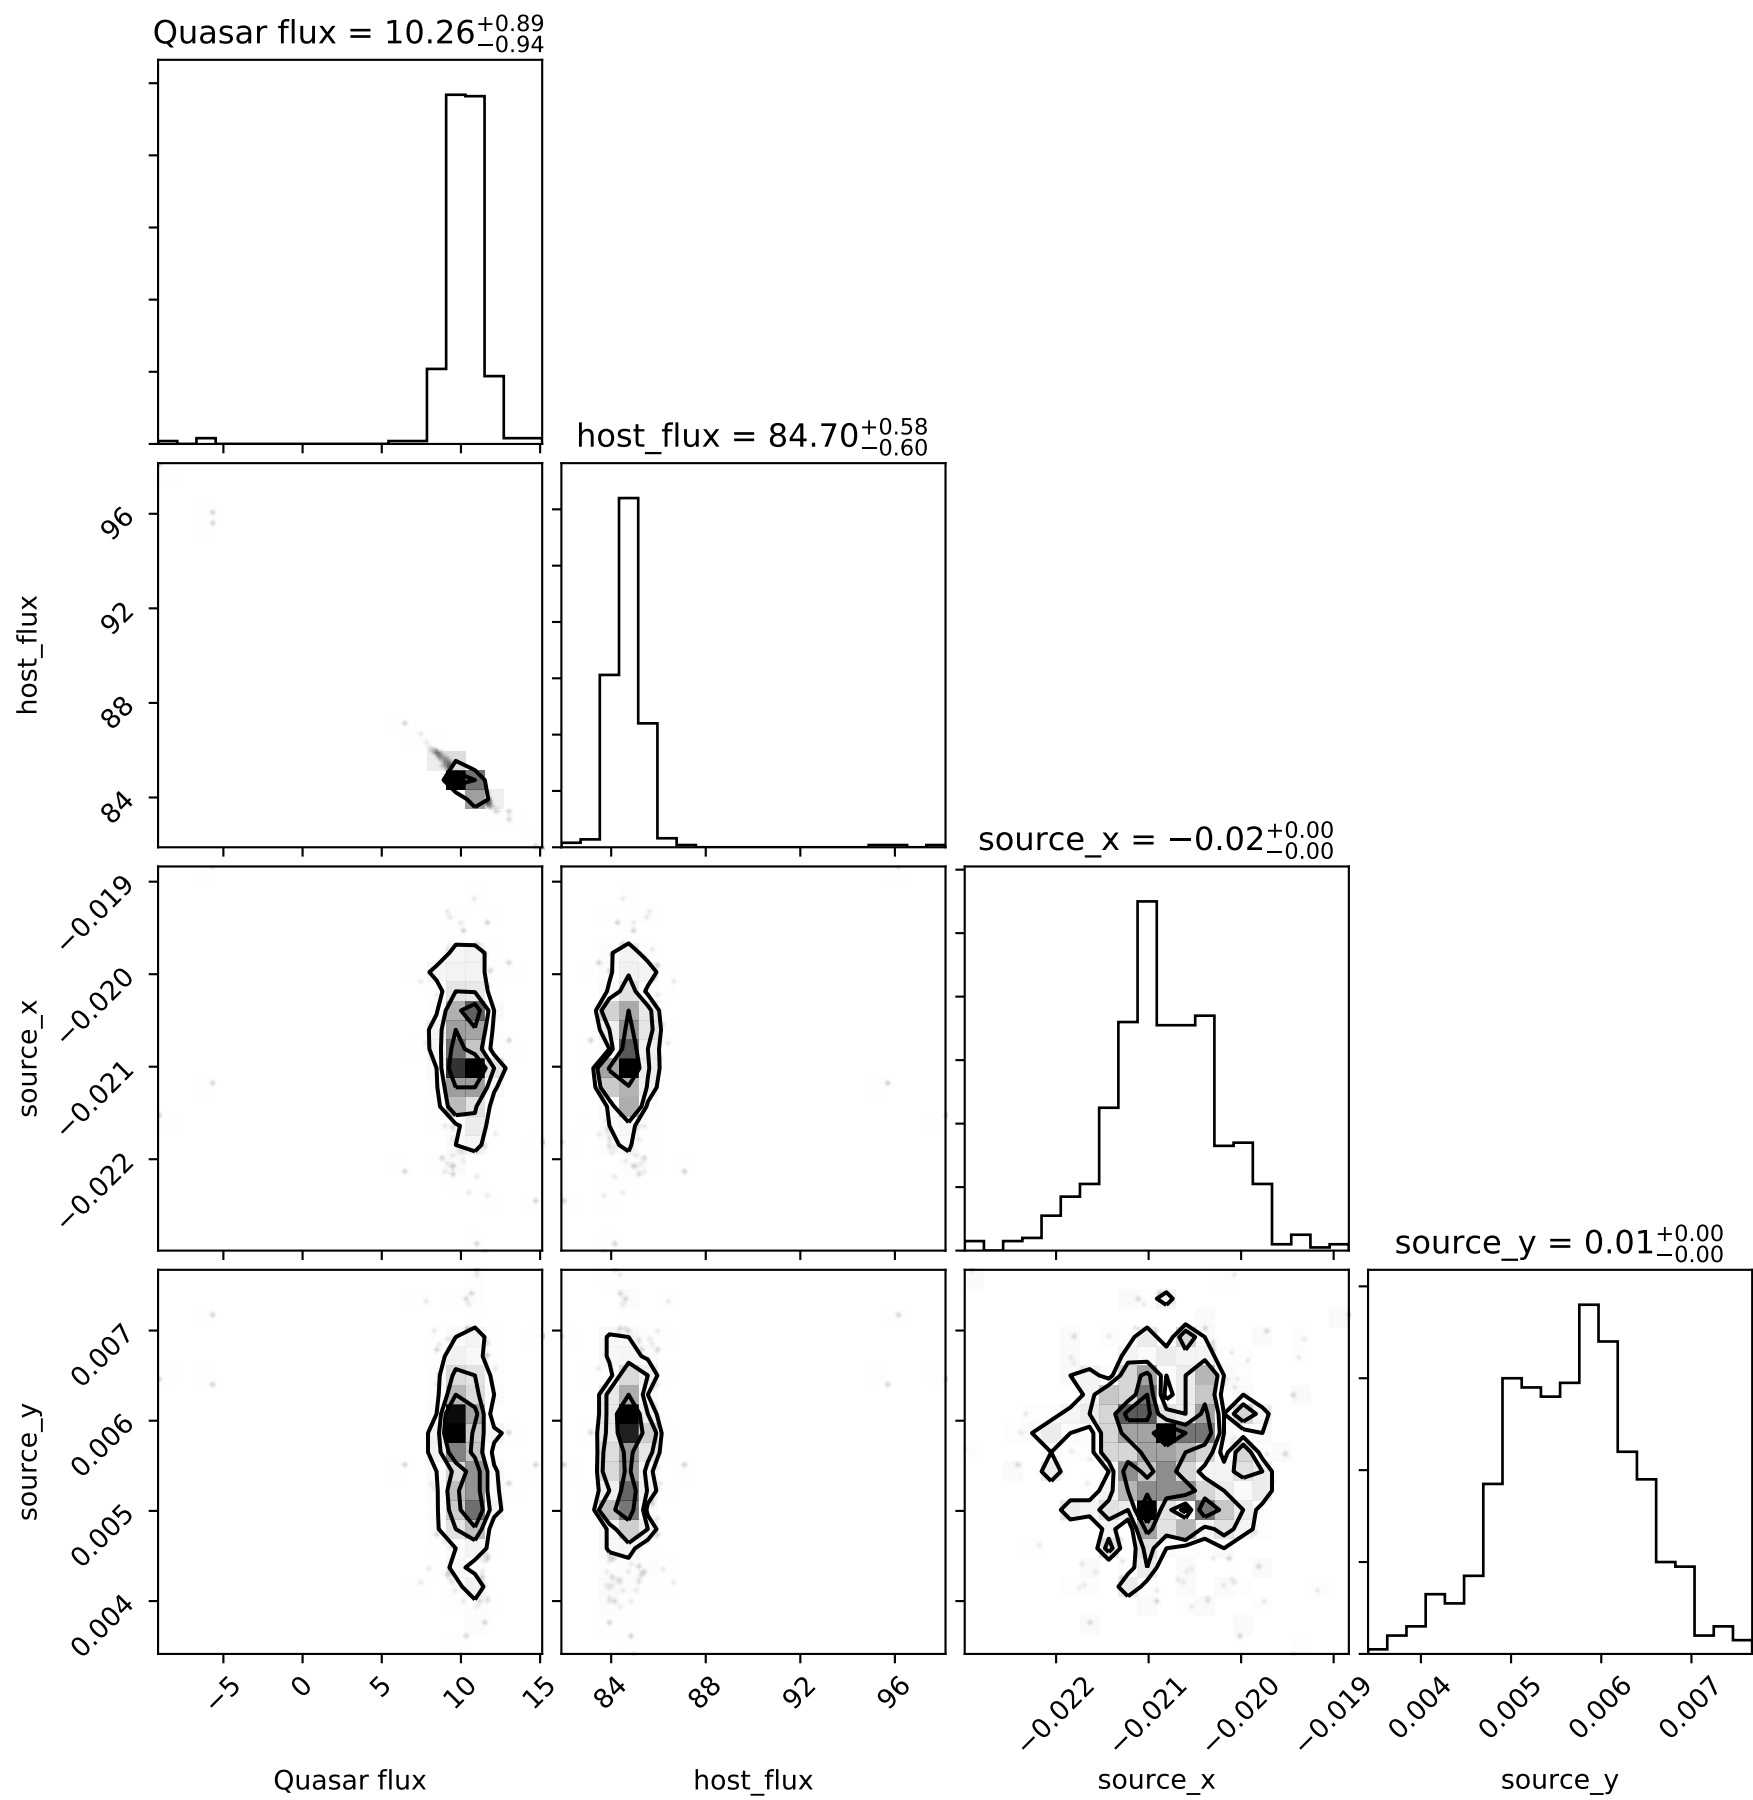 Quasar flux = 10.26+0.89−0.94
host_flux = 84.70+0.58−0.60
96
92
88
84
host_flux
source_x = −0.02+0.00−0.00
−0.019
−0.020
−0.021
−0.022
source_x
source_y = 0.01+0.00−0.00
0.007
0.006
0.005
0.004
source_y
−5 0 5 10 15
84 88 92 96
−0.022 −0.021 −0.020 −0.019
0.004 0.005 0.006 0.007
Quasar flux
host_flux
source_x
source_y